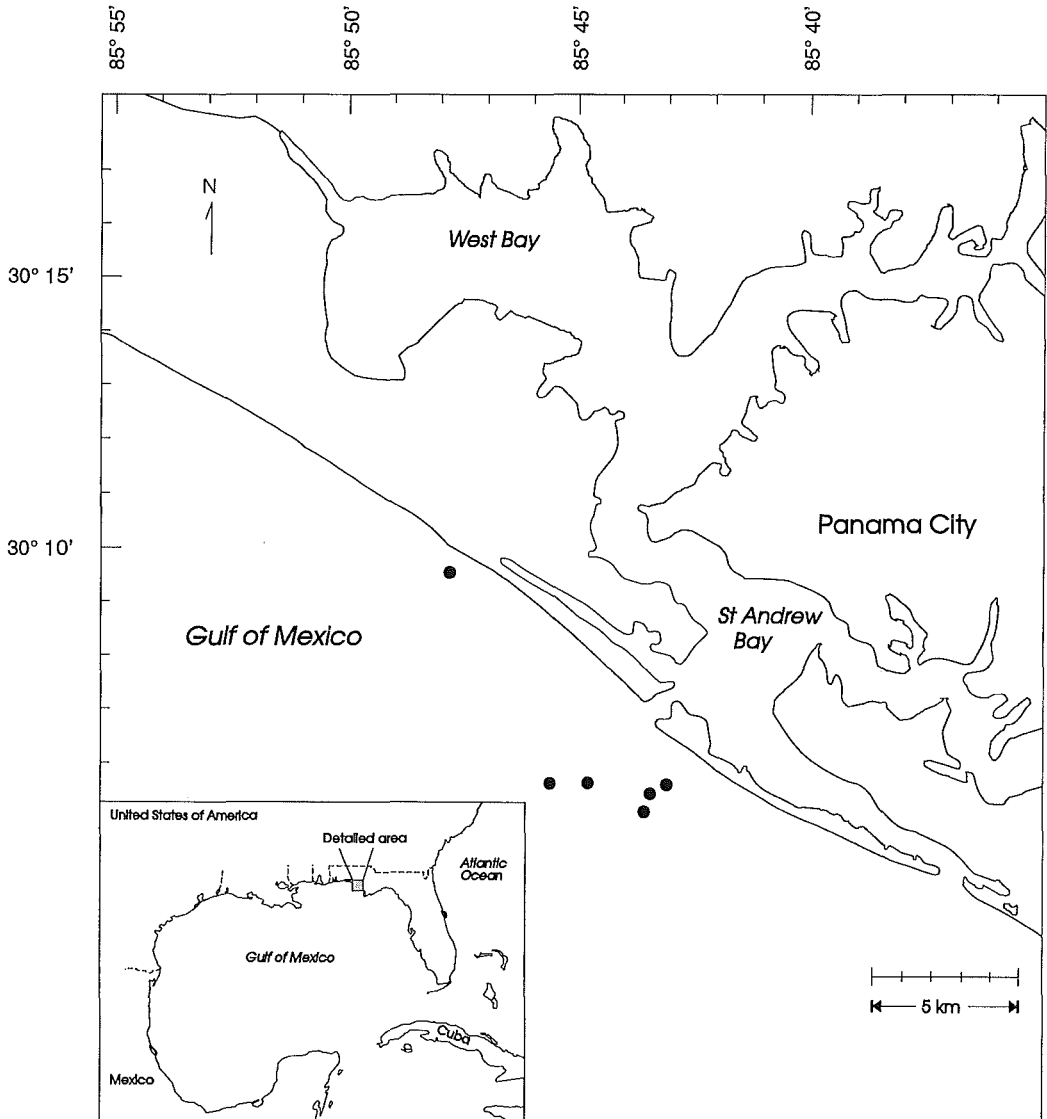 85° 55'
85° 50'
85° 45'
85° 40'
N
West Bay
30° 15'
Panama City
30° 10'
St Andrew
Bay
Gulf of Mexico
United States of America
Detailed area
Atlantic
Ocean
Gulf of Mexico
5 km
Cuba
Mexico